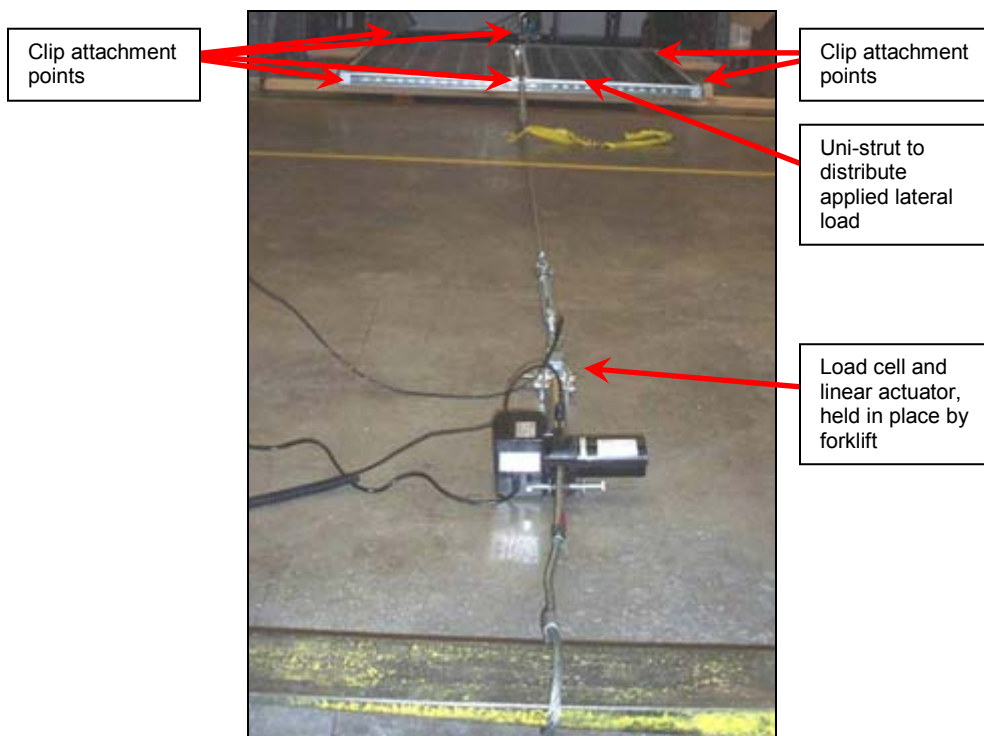 Clip attachment
points
Clip attachment
points
Uni-strut to
distribute
applied lateral
load
Load cell and
linear actuator,
held in place by
forklift